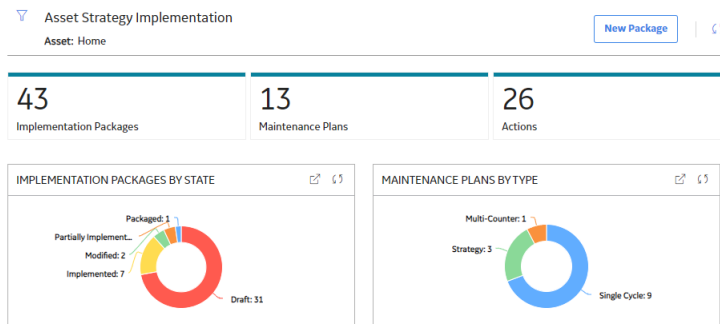 Asset Strategy Implementation
Asset: Home
New Package
43
Implementation Packages
13
Maintenance Plans
26
Actions
IMPLEMENTATION PACKAGES BY STATE
Packaged: 1
Partially Implement...
Modified: 2
Implemented: 7
Draft: 31
MAINTENANCE PLANS BY TYPE
Multi-Counter: 1
Strategy: 3
Single Cycle: 9